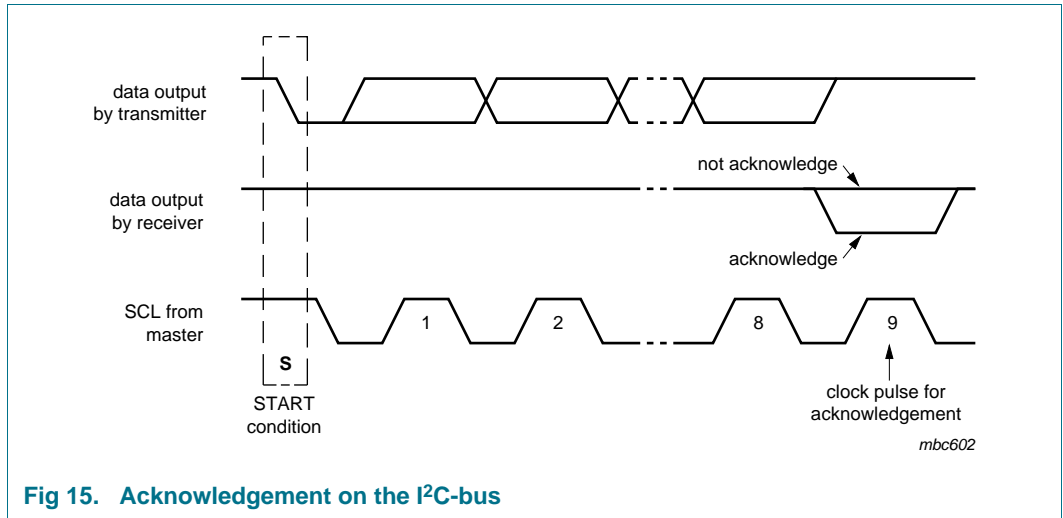 data output
by transmitter
not acknowledge
data output
by receiver
acknowledge
SCL from
master
1
2
8
9
S
START
condition
clock pulse for
acknowledgement
mbc602
Fig 15. Acknowledgement on the I²C-bus